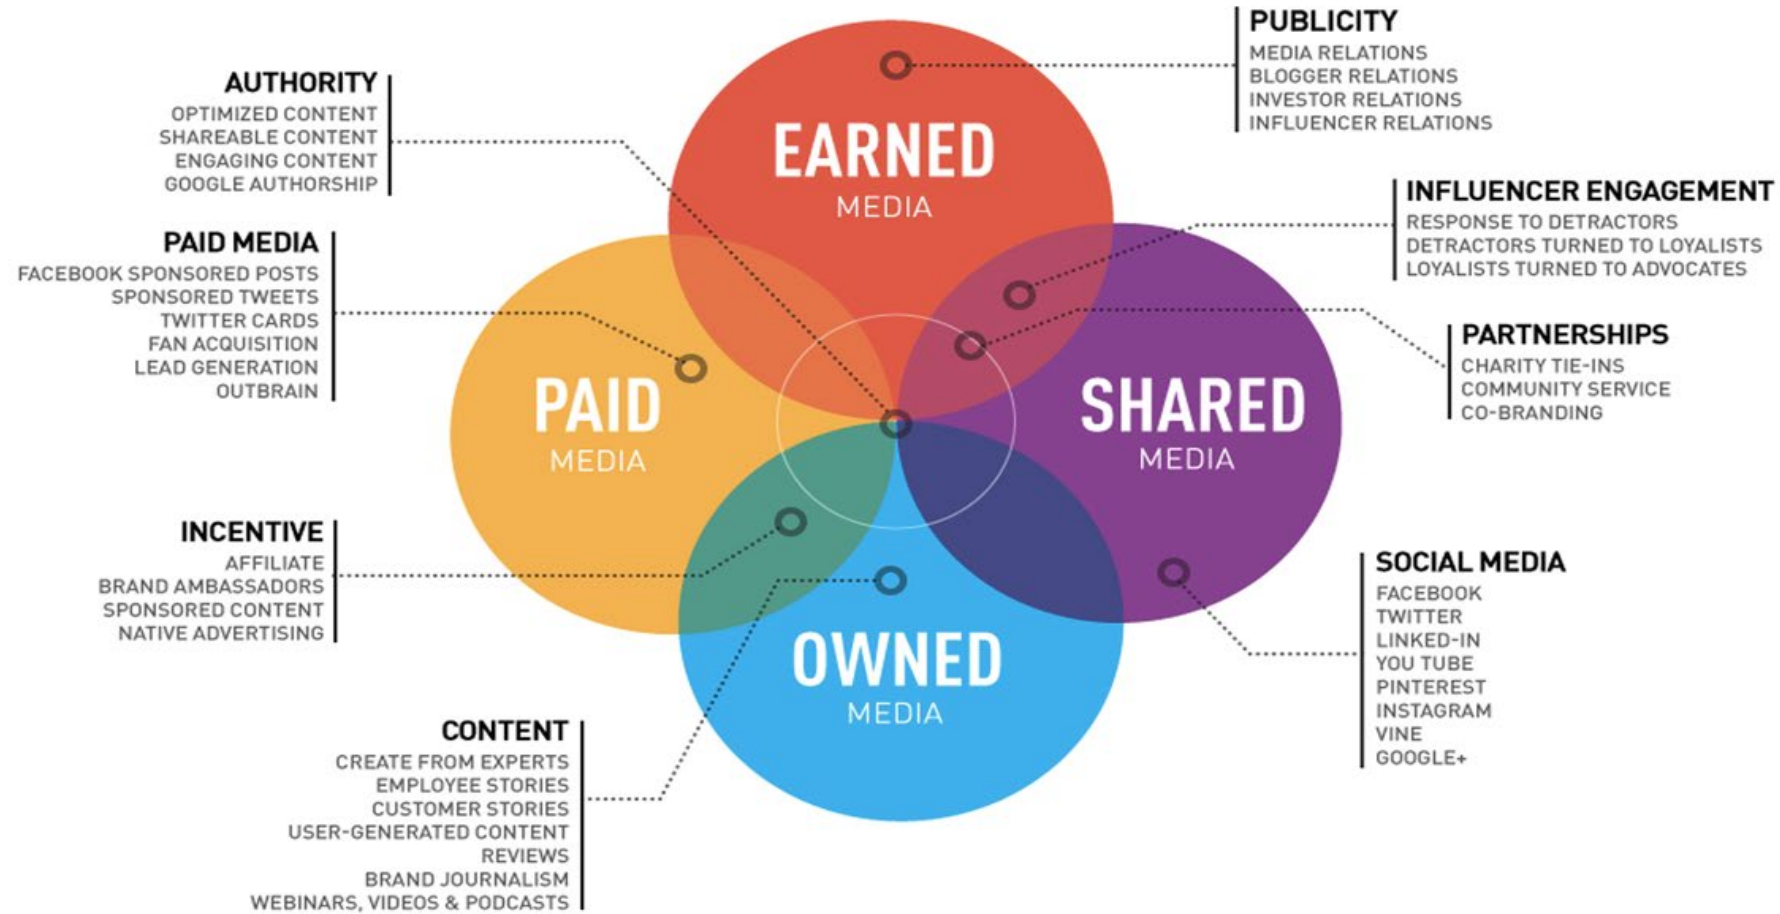 AUTHORITY
OPTIMIZED CONTENT
SHAREABLE CONTENT
ENGAGING CONTENT
GOOGLE AUTHORSHIP
PAID MEDIA
FACEBOOK SPONSORED POSTS
SPONSORED TWEETS
TWITTER CARDS
FAN ACQUISITION
LEAD GENERATION
OUTBRAIN
INCENTIVE
AFFILIATE
BRAND AMBASSADORS
SPONSORED CONTENT
NATIVE ADVERTISING
CONTENT
CREATE FROM EXPERTS
EMPLOYEE STORIES
CUSTOMER STORIES
USER-GENERATED CONTENT
REVIEWS
BRAND JOURNALISM
WEBINARS, VIDEOS & PODCASTS
EARNED
MEDIA
PAID
MEDIA
SHARED
MEDIA
OWNED
MEDIA
PUBLICITY
MEDIA RELATIONS
BLOGGER RELATIONS
INVESTOR RELATIONS
INFLUENCER RELATIONS
INFLUENCER ENGAGEMENT
RESPONSE TO DETRACTORS
DETRACTORS TURNED TO LOYALISTS
LOYALISTS TURNED TO ADVOCATES
PARTNERSHIPS
CHARITY TIE-INS
COMMUNITY SERVICE
CO-BRANDING
SOCIAL MEDIA
FACEBOOK
TWITTER
LINKED-IN
YOU TUBE
PINTEREST
INSTAGRAM
VINE
GOOGLE+